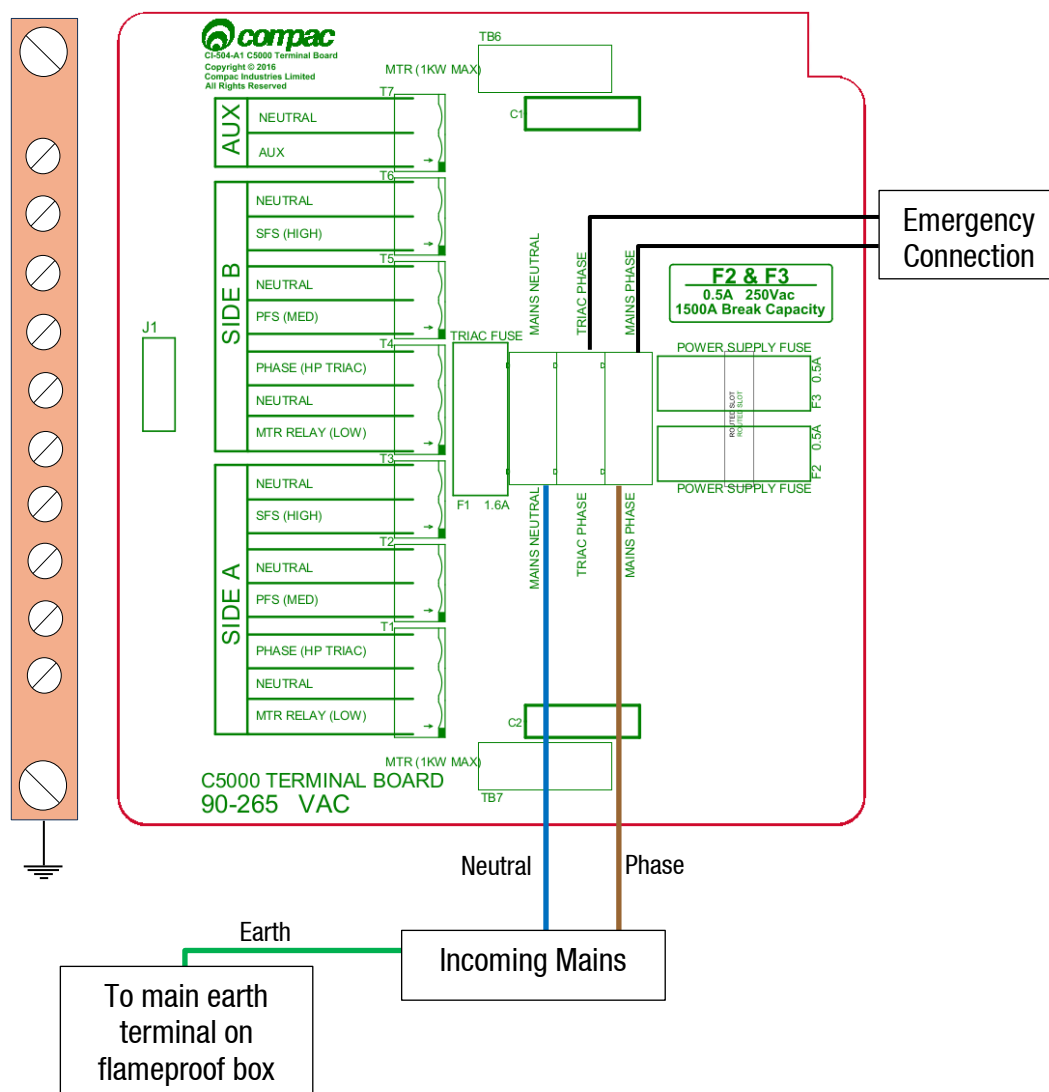 compac
CI-504-A1 C5000 Terminal Board
Copyright © 2016
Compac Industries Limited
All Rights Reserved
TB6
MTR (1KW MAX)
C1
AUX
T7
NEUTRAL
AUX
SIDE B
T6
NEUTRAL
SFS (HIGH)
T5
NEUTRAL
PFS (MED)
T4
PHASE (HP TRIAC)
NEUTRAL
MTR RELAY (LOW)
J1
SIDE A
T3
NEUTRAL
SFS (HIGH)
T2
NEUTRAL
PFS (MED)
T1
PHASE (HP TRIAC)
NEUTRAL
MTR RELAY (LOW)
MAINS NEUTRAL
TRIAC PHASE
MAINS PHASE
Emergency
Connection
F2 & F3
0.5A 250Vac
1500A Break Capacity
TRIAC FUSE
F1 1.6A
POWER SUPPLY FUSE
F3 0.5A
ROUTED SLOT
ROUTED SLOT
F2 0.5A
POWER SUPPLY FUSE
MAINS NEUTRAL
TRIAC PHASE
MAINS PHASE
C2
MTR (1KW MAX)
TB7
C5000 TERMINAL BOARD
90-265 VAC
Neutral
Phase
Earth
Incoming Mains
To main earth
terminal on
flameproof box